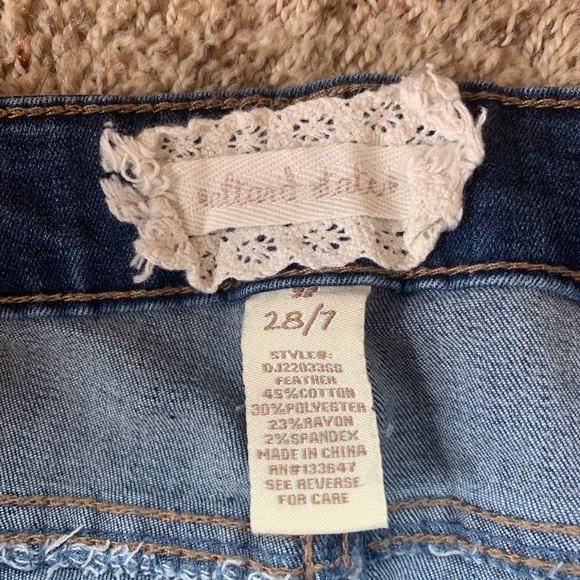 28/7
STYLE#:
DJ22033SS
FEATHER
45%COTTON
30%POLYESTER
23%RAYON
2%SPANDEX
MADE IN CHINA
RN#133647
SEE REVERSE
FOR CARE